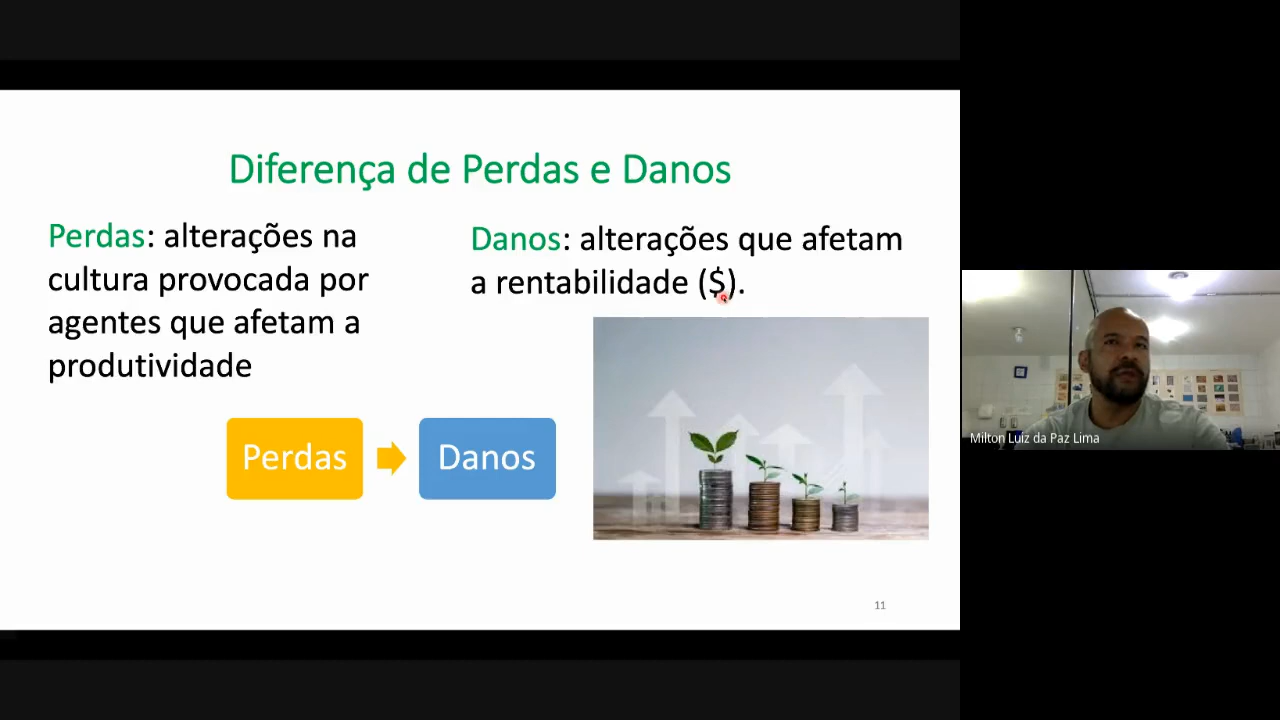 Diferença de Perdas e Danos
Perdas: alterações na
cultura provocada por
agentes que afetam a
produtividade
Danos: alterações que afetam
a rentabilidade ($).
Perdas
Danos
11
Milton Luiz da Paz Lima